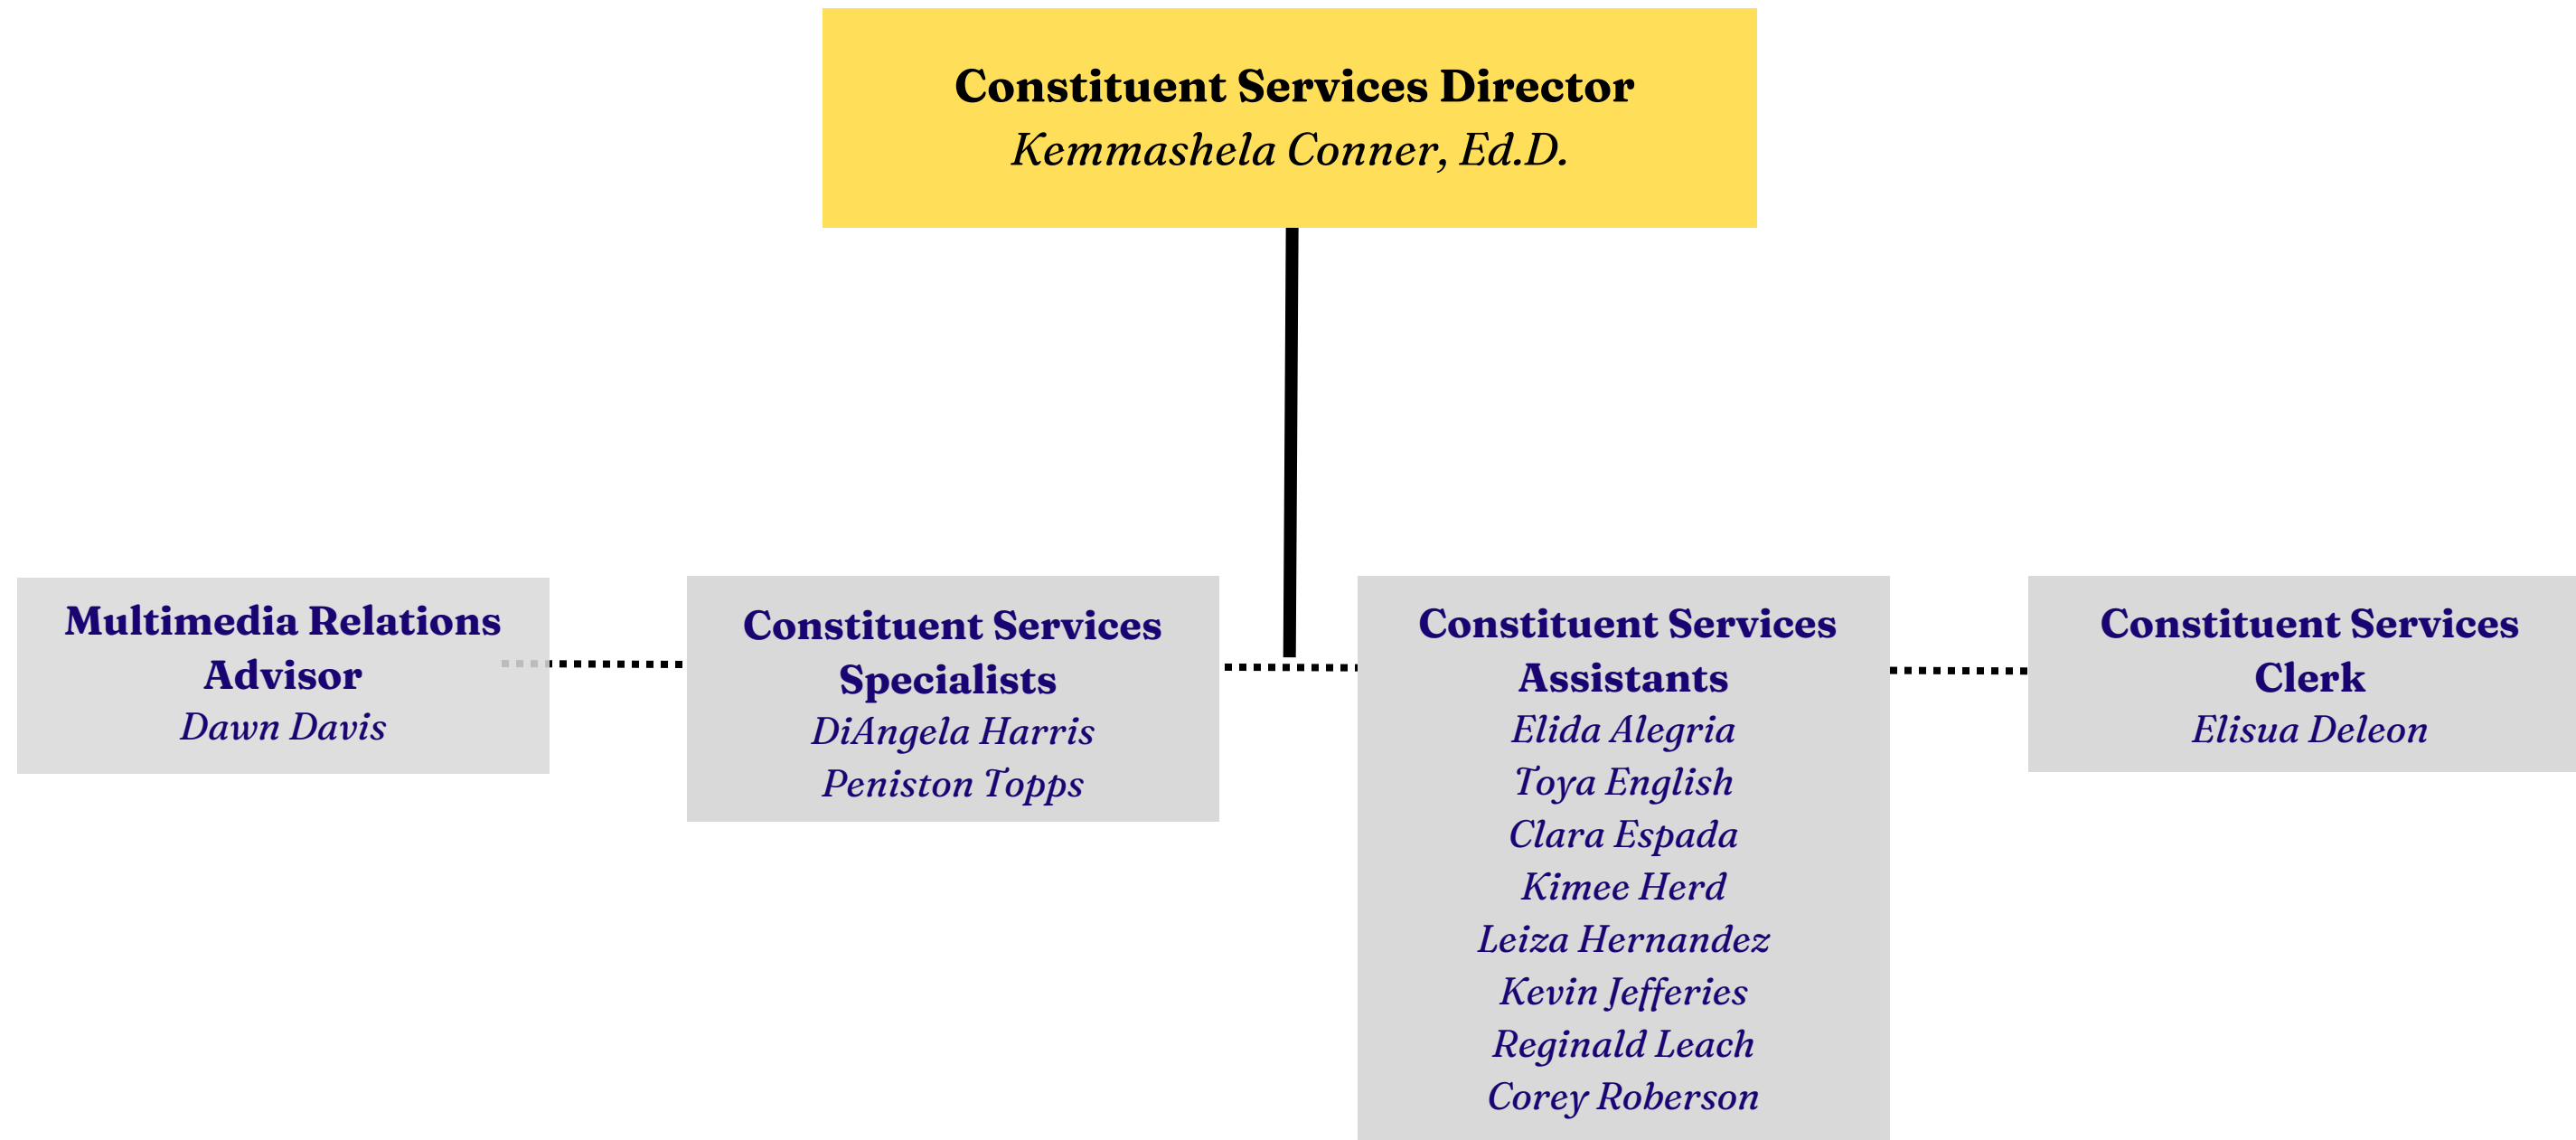 Constituent Services Director
Kemmashela Conner, Ed.D.
Multimedia Relations
Advisor
Dawn Davis
Constituent Services
Specialists
DiAngela Harris
Peniston Topps
Constituent Services
Assistants
Elida Alegria
Toya English
Clara Espada
Kimee Herd
Leiza Hernandez
Kevin Jefferies
Reginald Leach
Corey Roberson
Constituent Services
Clerk
Elisua Deleon